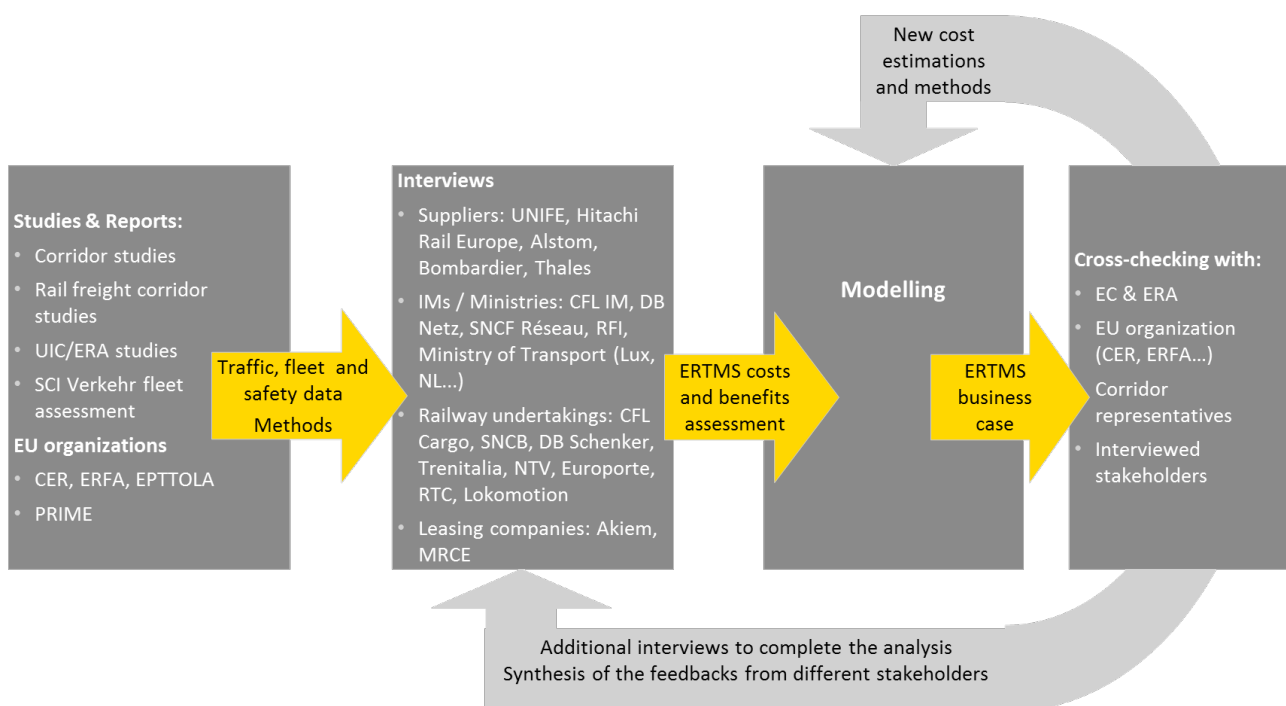 New cost
estimations
and methods
Studies & Reports:
• Corridor studies
• Rail freight corridor
studies
• UIC/ERA studies
• SCI Verkehr fleet
assessment
EU organizations
• CER, ERFA, EPTTOLA
• PRIME
Traffic, fleet and
safety data
Methods
Interviews
• Suppliers: UNIFE, Hitachi
Rail Europe, Alstom,
Bombardier, Thales
• IMs / Ministries: CFL IM, DB
Netz, SNCF Réseau, RFI,
Ministry of Transport (Lux,
NL...)
• Railway undertakings: CFL
Cargo, SNCB, DB Schenker,
Trenitalia, NTV, Europorte,
RTC, Lokomotion
• Leasing companies: Akiem,
MRCE
ERTMS costs
and benefits
assessment
Modelling
ERTMS
business
case
Cross-checking with:
• EC & ERA
• EU organization
(CER, ERFA...)
• Corridor
representatives
• Interviewed
stakeholders
Additional interviews to complete the analysis
Synthesis of the feedbacks from different stakeholders